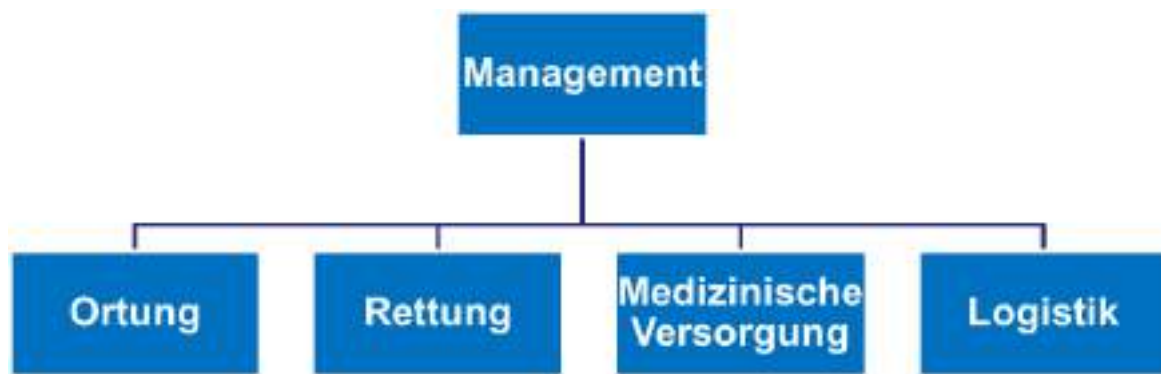 Management
Ortung
Rettung
Medizinische
Versorgung
Logistik